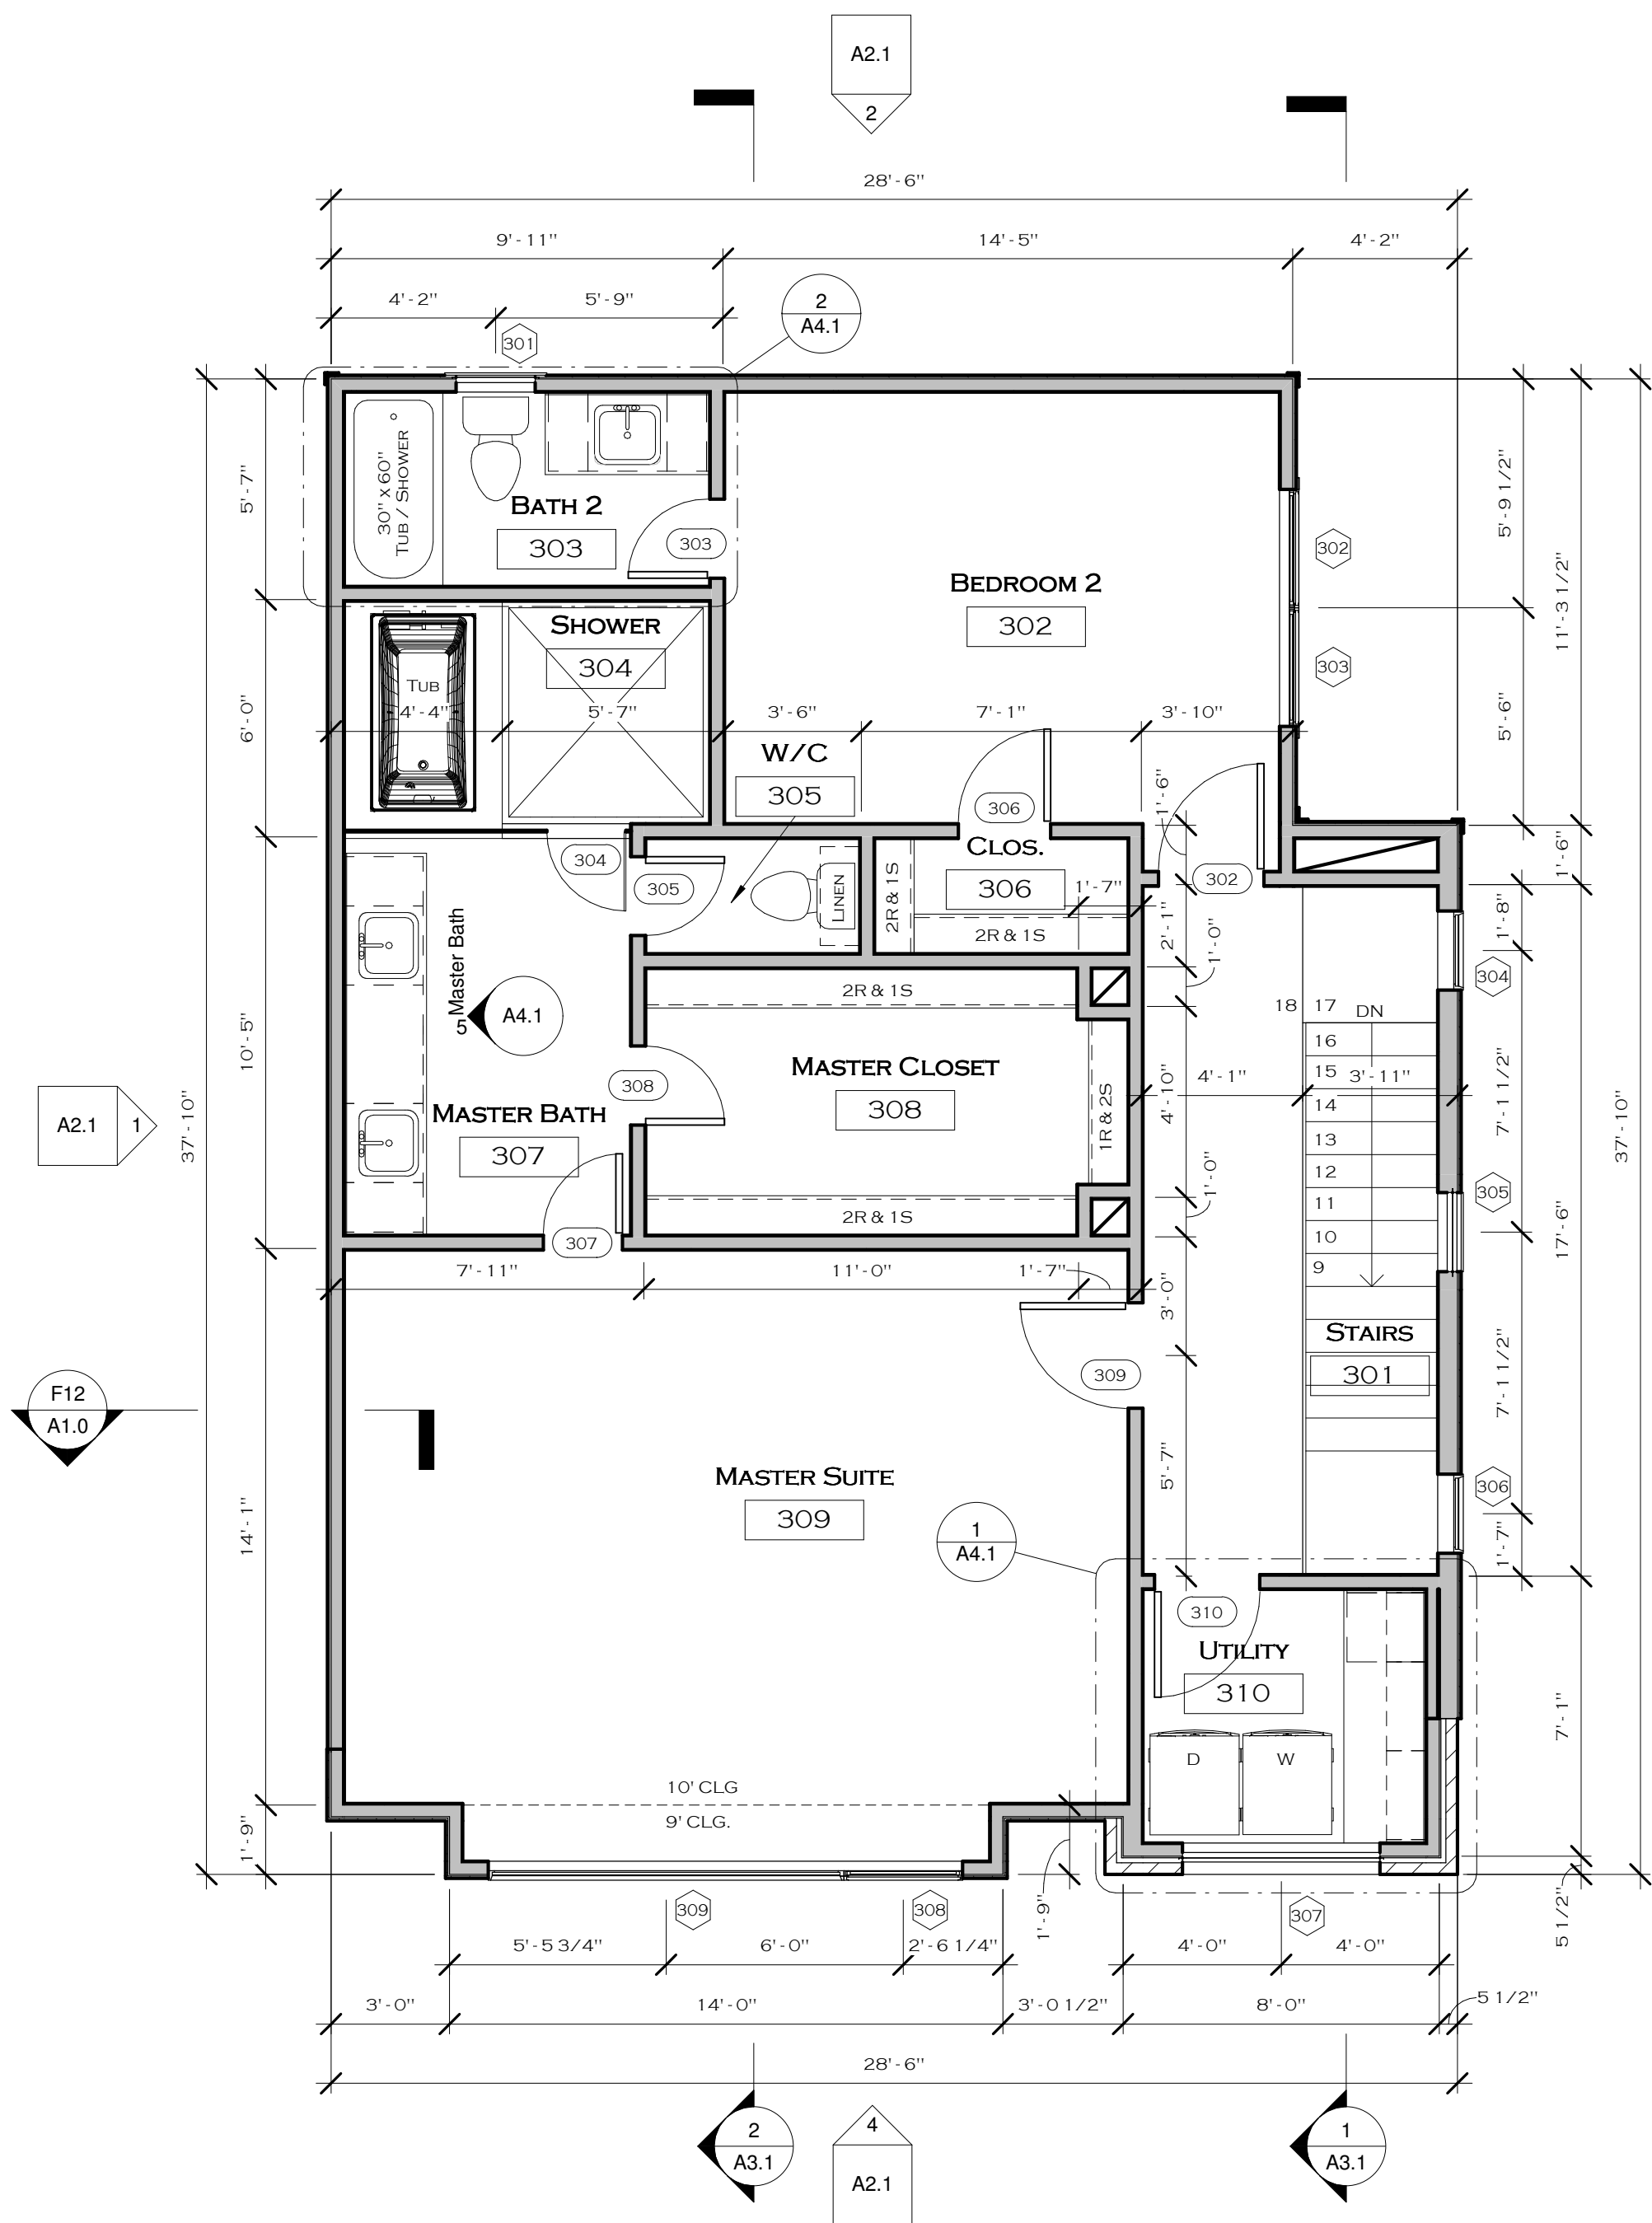 A2.1
2
28'-6"
9'-11"
14'-5"
4'-2"
4'-2"
5'-9"
2
A4.1
301
5'-7"
30" x 60"
TUB / SHOWER
BATH 2
303
303
BEDROOM 2
302
302
303
5'-9 1/2"
11'-3 1/2"
5'-6"
SHOWER
304
TUB
6'-0"
4'-4"
5'-7"
3'-6"
7'-1"
3'-10"
W/C
305
306
1'-6"
304
305
LINEN
CLOS.
306
2R & 1S
2R & 1S
1'-7"
302
1'-6"
2'-1"
1'-0"
1'-8"
304
Master Bath
5
A4.1
2R & 1S
18
17
DN
16
15
14
13
12
11
10
9
10'-5"
37'-10"
A2.1
1
308
MASTER CLOSET
308
1R & 2S
4'-10"
4'-1"
3'-11"
7'-1 1/2"
37'-10"
MASTER BATH
307
1'-0"
305
2R & 1S
307
7'-11"
11'-0"
1'-7"
3'-0"
17'-6"
STAIRS
301
309
7'-1 1/2"
F12
A1.0
MASTER SUITE
309
5'-7"
306
14'-1"
1
A4.1
1'-7"
310
UTILITY
310
7'-1"
D
W
10' CLG
9' CLG.
1'-9"
1'-9"
5 1/2"
309
308
307
5'-5 3/4"
6'-0"
2'-6 1/4"
4'-0"
4'-0"
3'-0"
14'-0"
3'-0 1/2"
8'-0"
5 1/2"
28'-6"
2
A3.1
4
A2.1
1
A3.1